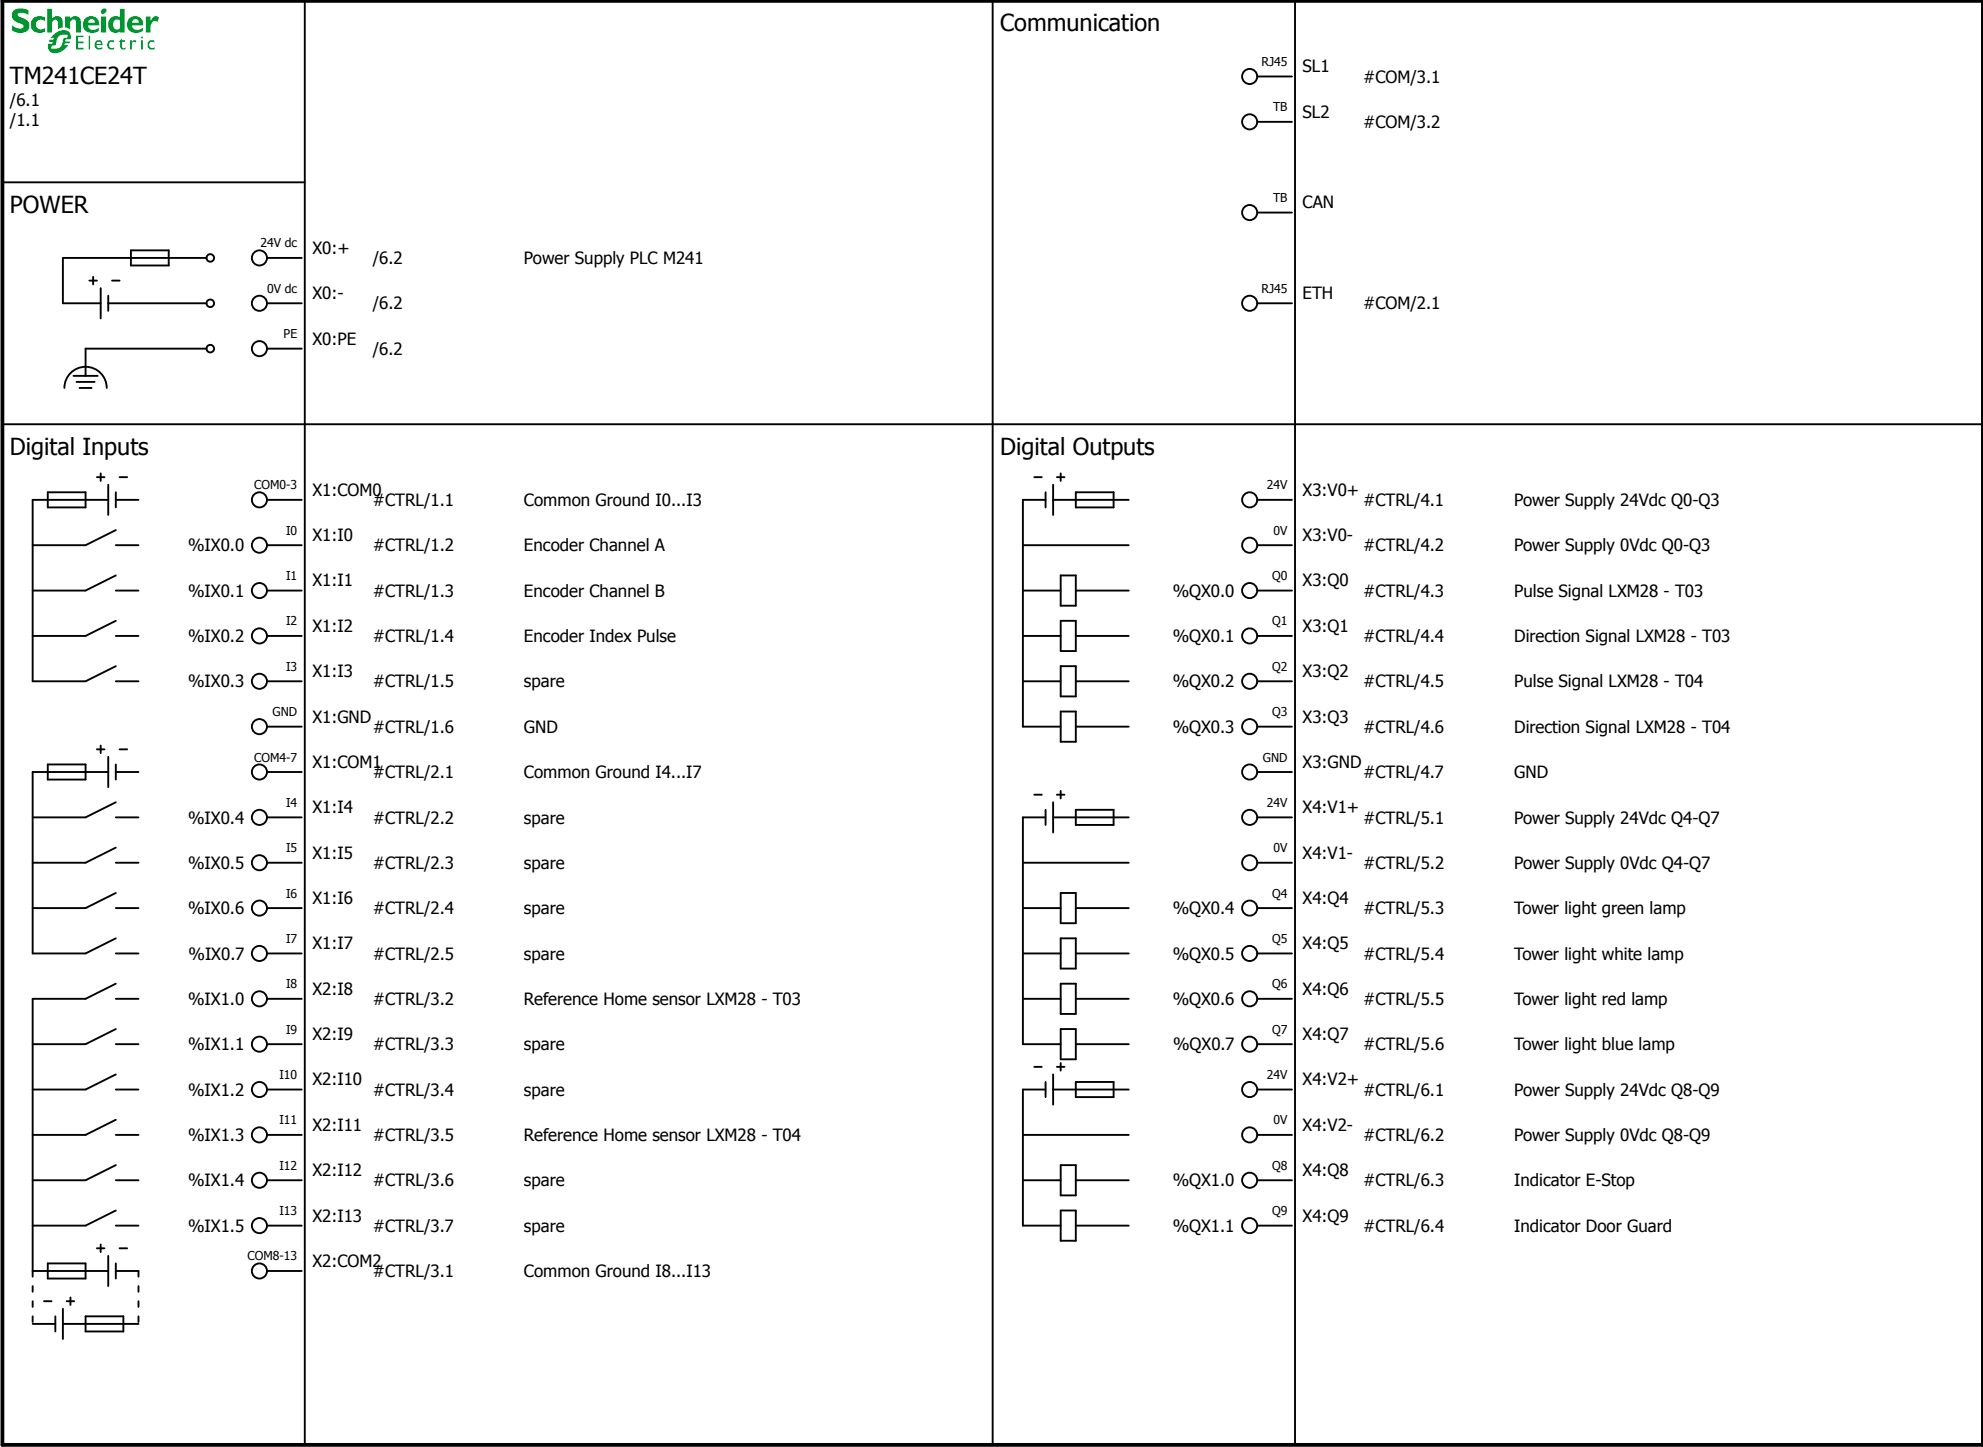 Schneider
Electric
TM241CE24T
/6.1
/1.1
POWER
24V dc X0:+ /6.2 Power Supply PLC M241
+ -
0V dc X0:- /6.2
PE X0:PE /6.2
Communication
RJ45 SL1 #COM/3.1
TB SL2 #COM/3.2
TB CAN
RJ45 ETH #COM/2.1
Digital Inputs
+ -
COM0-3 X1:COM0 #CTRL/1.1 Common Ground I0...I3
%IX0.0 I0 X1:I0 #CTRL/1.2 Encoder Channel A
%IX0.1 I1 X1:I1 #CTRL/1.3 Encoder Channel B
%IX0.2 I2 X1:I2 #CTRL/1.4 Encoder Index Pulse
%IX0.3 I3 X1:I3 #CTRL/1.5 spare
GND X1:GND #CTRL/1.6 GND
+ -
COM4-7 X1:COM1 #CTRL/2.1 Common Ground I4...I7
%IX0.4 I4 X1:I4 #CTRL/2.2 spare
%IX0.5 I5 X1:I5 #CTRL/2.3 spare
%IX0.6 I6 X1:I6 #CTRL/2.4 spare
%IX0.7 I7 X1:I7 #CTRL/2.5 spare
%IX1.0 I8 X2:I8 #CTRL/3.2 Reference Home sensor LXM28 - T03
%IX1.1 I9 X2:I9 #CTRL/3.3 spare
%IX1.2 I10 X2:I10 #CTRL/3.4 spare
%IX1.3 I11 X2:I11 #CTRL/3.5 Reference Home sensor LXM28 - T04
%IX1.4 I12 X2:I12 #CTRL/3.6 spare
%IX1.5 I13 X2:I13 #CTRL/3.7 spare
+ -
COM8-13 X2:COM2 #CTRL/3.1 Common Ground I8...I13
- +
Digital Outputs
- +
24V X3:V0+ #CTRL/4.1 Power Supply 24Vdc Q0-Q3
0V X3:V0- #CTRL/4.2 Power Supply 0Vdc Q0-Q3
%QX0.0 Q0 X3:Q0 #CTRL/4.3 Pulse Signal LXM28 - T03
%QX0.1 Q1 X3:Q1 #CTRL/4.4 Direction Signal LXM28 - T03
%QX0.2 Q2 X3:Q2 #CTRL/4.5 Pulse Signal LXM28 - T04
%QX0.3 Q3 X3:Q3 #CTRL/4.6 Direction Signal LXM28 - T04
GND X3:GND #CTRL/4.7 GND
- +
24V X4:V1+ #CTRL/5.1 Power Supply 24Vdc Q4-Q7
0V X4:V1- #CTRL/5.2 Power Supply 0Vdc Q4-Q7
%QX0.4 Q4 X4:Q4 #CTRL/5.3 Tower light green lamp
%QX0.5 Q5 X4:Q5 #CTRL/5.4 Tower light white lamp
%QX0.6 Q6 X4:Q6 #CTRL/5.5 Tower light red lamp
%QX0.7 Q7 X4:Q7 #CTRL/5.6 Tower light blue lamp
- +
24V X4:V2+ #CTRL/6.1 Power Supply 24Vdc Q8-Q9
0V X4:V2- #CTRL/6.2 Power Supply 0Vdc Q8-Q9
%QX1.0 Q8 X4:Q8 #CTRL/6.3 Indicator E-Stop
%QX1.1 Q9 X4:Q9 #CTRL/6.4 Indicator Door Guard